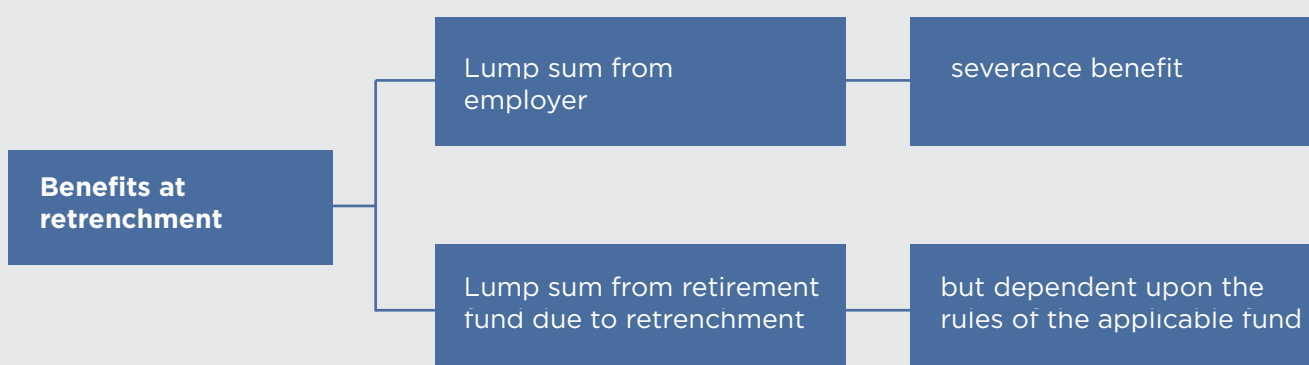 Lump sum from
employer
severance benefit
Benefits at
retrenchment
Lump sum from retirement
fund due to retrenchment
but dependent upon the
rules of the applicable fund